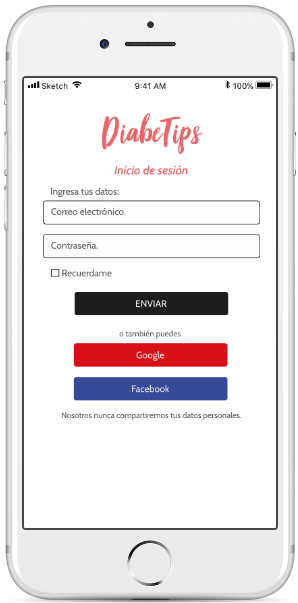 Sketch 9:41 AM 100%
DiabeTips
Inicio de sesión
Ingresa tus datos:
Correo electrónico.
Contraseña.
Recuerdame
ENVIAR
o también puedes
Google
Facebook
Nosotros nunca compartiremos tus datos personales.